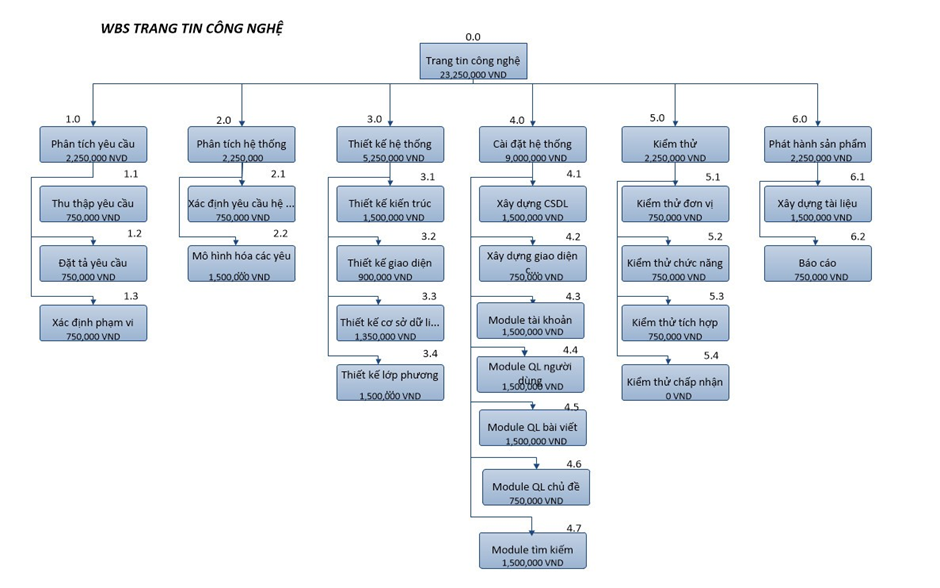 WBS TRANG TIN CÔNG NGHỆ
0.0
Trang tin công nghệ
23,250,000 VND
1.0
Phân tích yêu cầu
2,250,000 NVD
1.1
Thu thập yêu cầu
750,000 VND
1.2
Đặt tả yêu cầu
750,000 VND
1.3
Xác định phạm vi
750,000 VND
2.0
Phân tích hệ thống
2,250,000
2.1
Xác định yêu cầu hệ ...
750,000 VND
2.2
Mô hình hóa các yêu
...
1,500,000 VND
3.0
Thiết kế hệ thống
5,250,000 VND
3.1
Thiết kế kiến trúc
1,500,000 VND
3.2
Thiết kế giao diện
900,000 VND
3.3
Thiết kế cơ sở dữ li...
1,350,000 VND
3.4
Thiết kế lớp phương
...
1,500,000 VND
4.0
Cài đặt hệ thống
9,000,000 VND
4.1
Xây dựng CSDL
1,500,000 VND
4.2
Xây dựng giao diện
c...
750,000 VND
4.3
Module tài khoản
1,500,000 VND
4.4
Module QL người
dùng
1,500,000 VND
4.5
Module QL bài viết
1,500,000 VND
4.6
Module QL chủ đề
750,000 VND
4.7
Module tìm kiếm
1,500,000 VND
5.0
Kiểm thử
2,250,000 VND
5.1
Kiểm thử đơn vị
750,000 VND
5.2
Kiểm thử chức năng
750,000 VND
5.3
Kiểm thử tích hợp
750,000 VND
5.4
Kiểm thử chấp nhận
0 VND
6.0
Phát hành sản phẩm
2,250,000 VND
6.1
Xây dựng tài liệu
1,500,000 VND
6.2
Báo cáo
750,000 VND